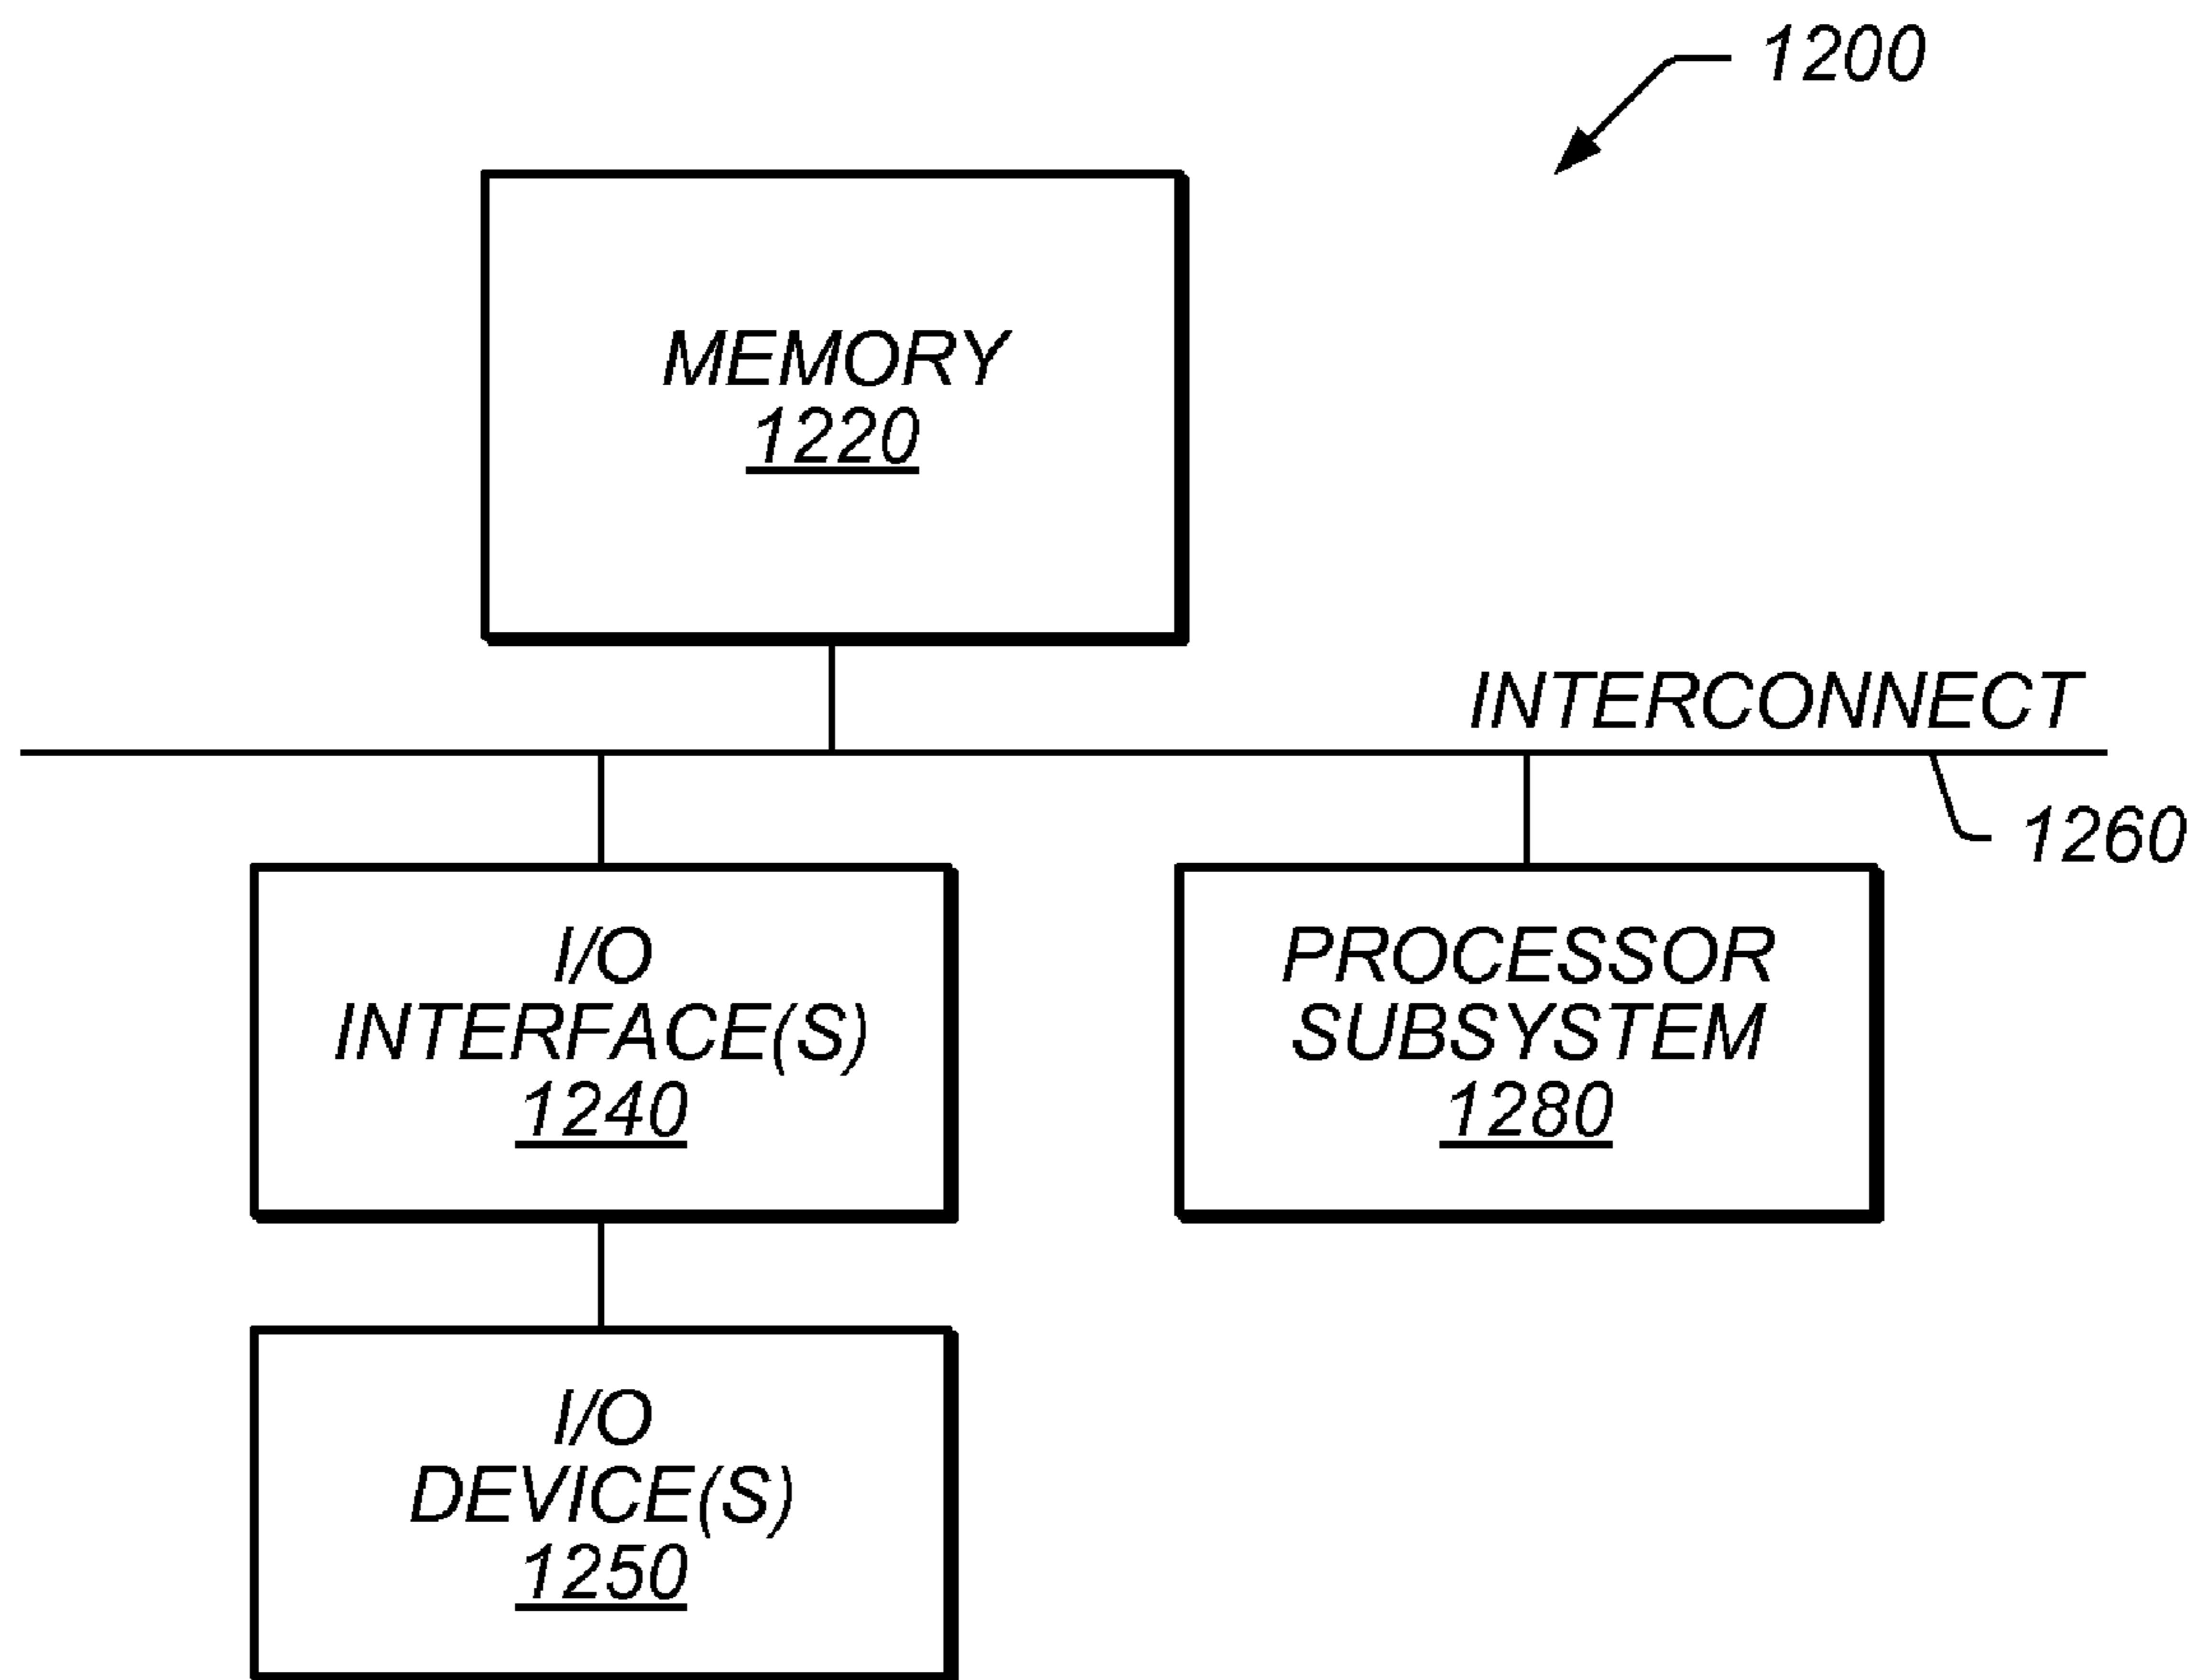 1200
MEMORY
1220
INTERCONNECT
1260
I/O
INTERFACE(S)
1240
PROCESSOR
SUBSYSTEM
1280
I/O
DEVICE(S)
1250